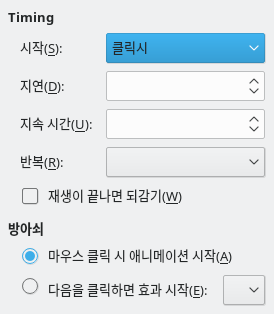 Timing
시작(S):
클릭시
지연(D):
지속 시간(U):
반복(R):
재생이 끝나면 되감기(W)
방아쇠
마우스 클릭 시 애니메이션 시작(A)
다음을 클릭하면 효과 시작(E):